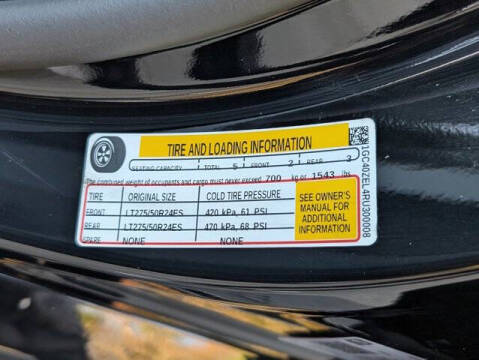 TIRE AND LOADING INFORMATION
SEATING CAPACITY TOTAL 5 FRONT 2 REAR 3
The combined weight of occupants and cargo must never exceed 700 kg or 1543 lbs
TIRE ORIGINAL SIZE COLD TIRE PRESSURE
FRONT LT275/50R24ES 420 kPa, 61 PSI
REAR LT275/50R24ES 470 kPa, 68 PSI
SPARE NONE NONE
SEE OWNER'S
MANUAL FOR
ADDITIONAL
INFORMATION
1GC40ZEL4RU300008